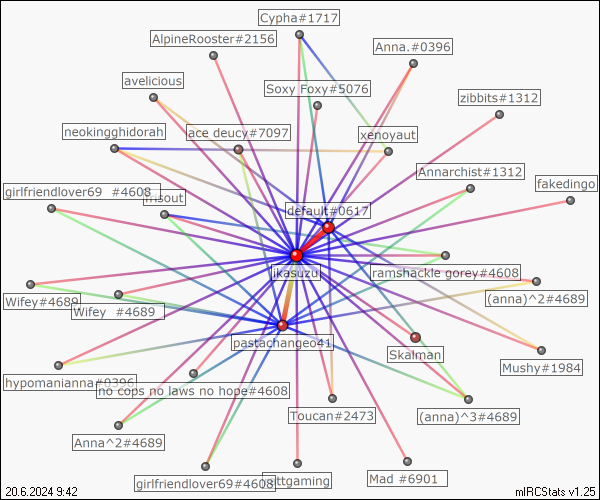 Cypha#1717
AlpineRooster#2156
Anna.#0396
avelicious
Soxy Foxy#5076
zibbits#1312
neokingghidorah
ace deucy#7097
xenoyaut
Annarchist#1312
girlfriendlover69 #4608
fakedingo
default#0617
jikasuzu
ramshackle gorey#4608
Wifey#4689
Wifey #4689
(anna)^2#4689
pastachangeo41
Skalman
Mushy#1984
hypomanianna#0396
no cops no laws no hope#4608
Toucan#2473
(anna)^3#4689
Anna^2#4689
girlfriendlover69#4608
Mad #6901
20.6.2024 9:42
mIRCStats v1.25